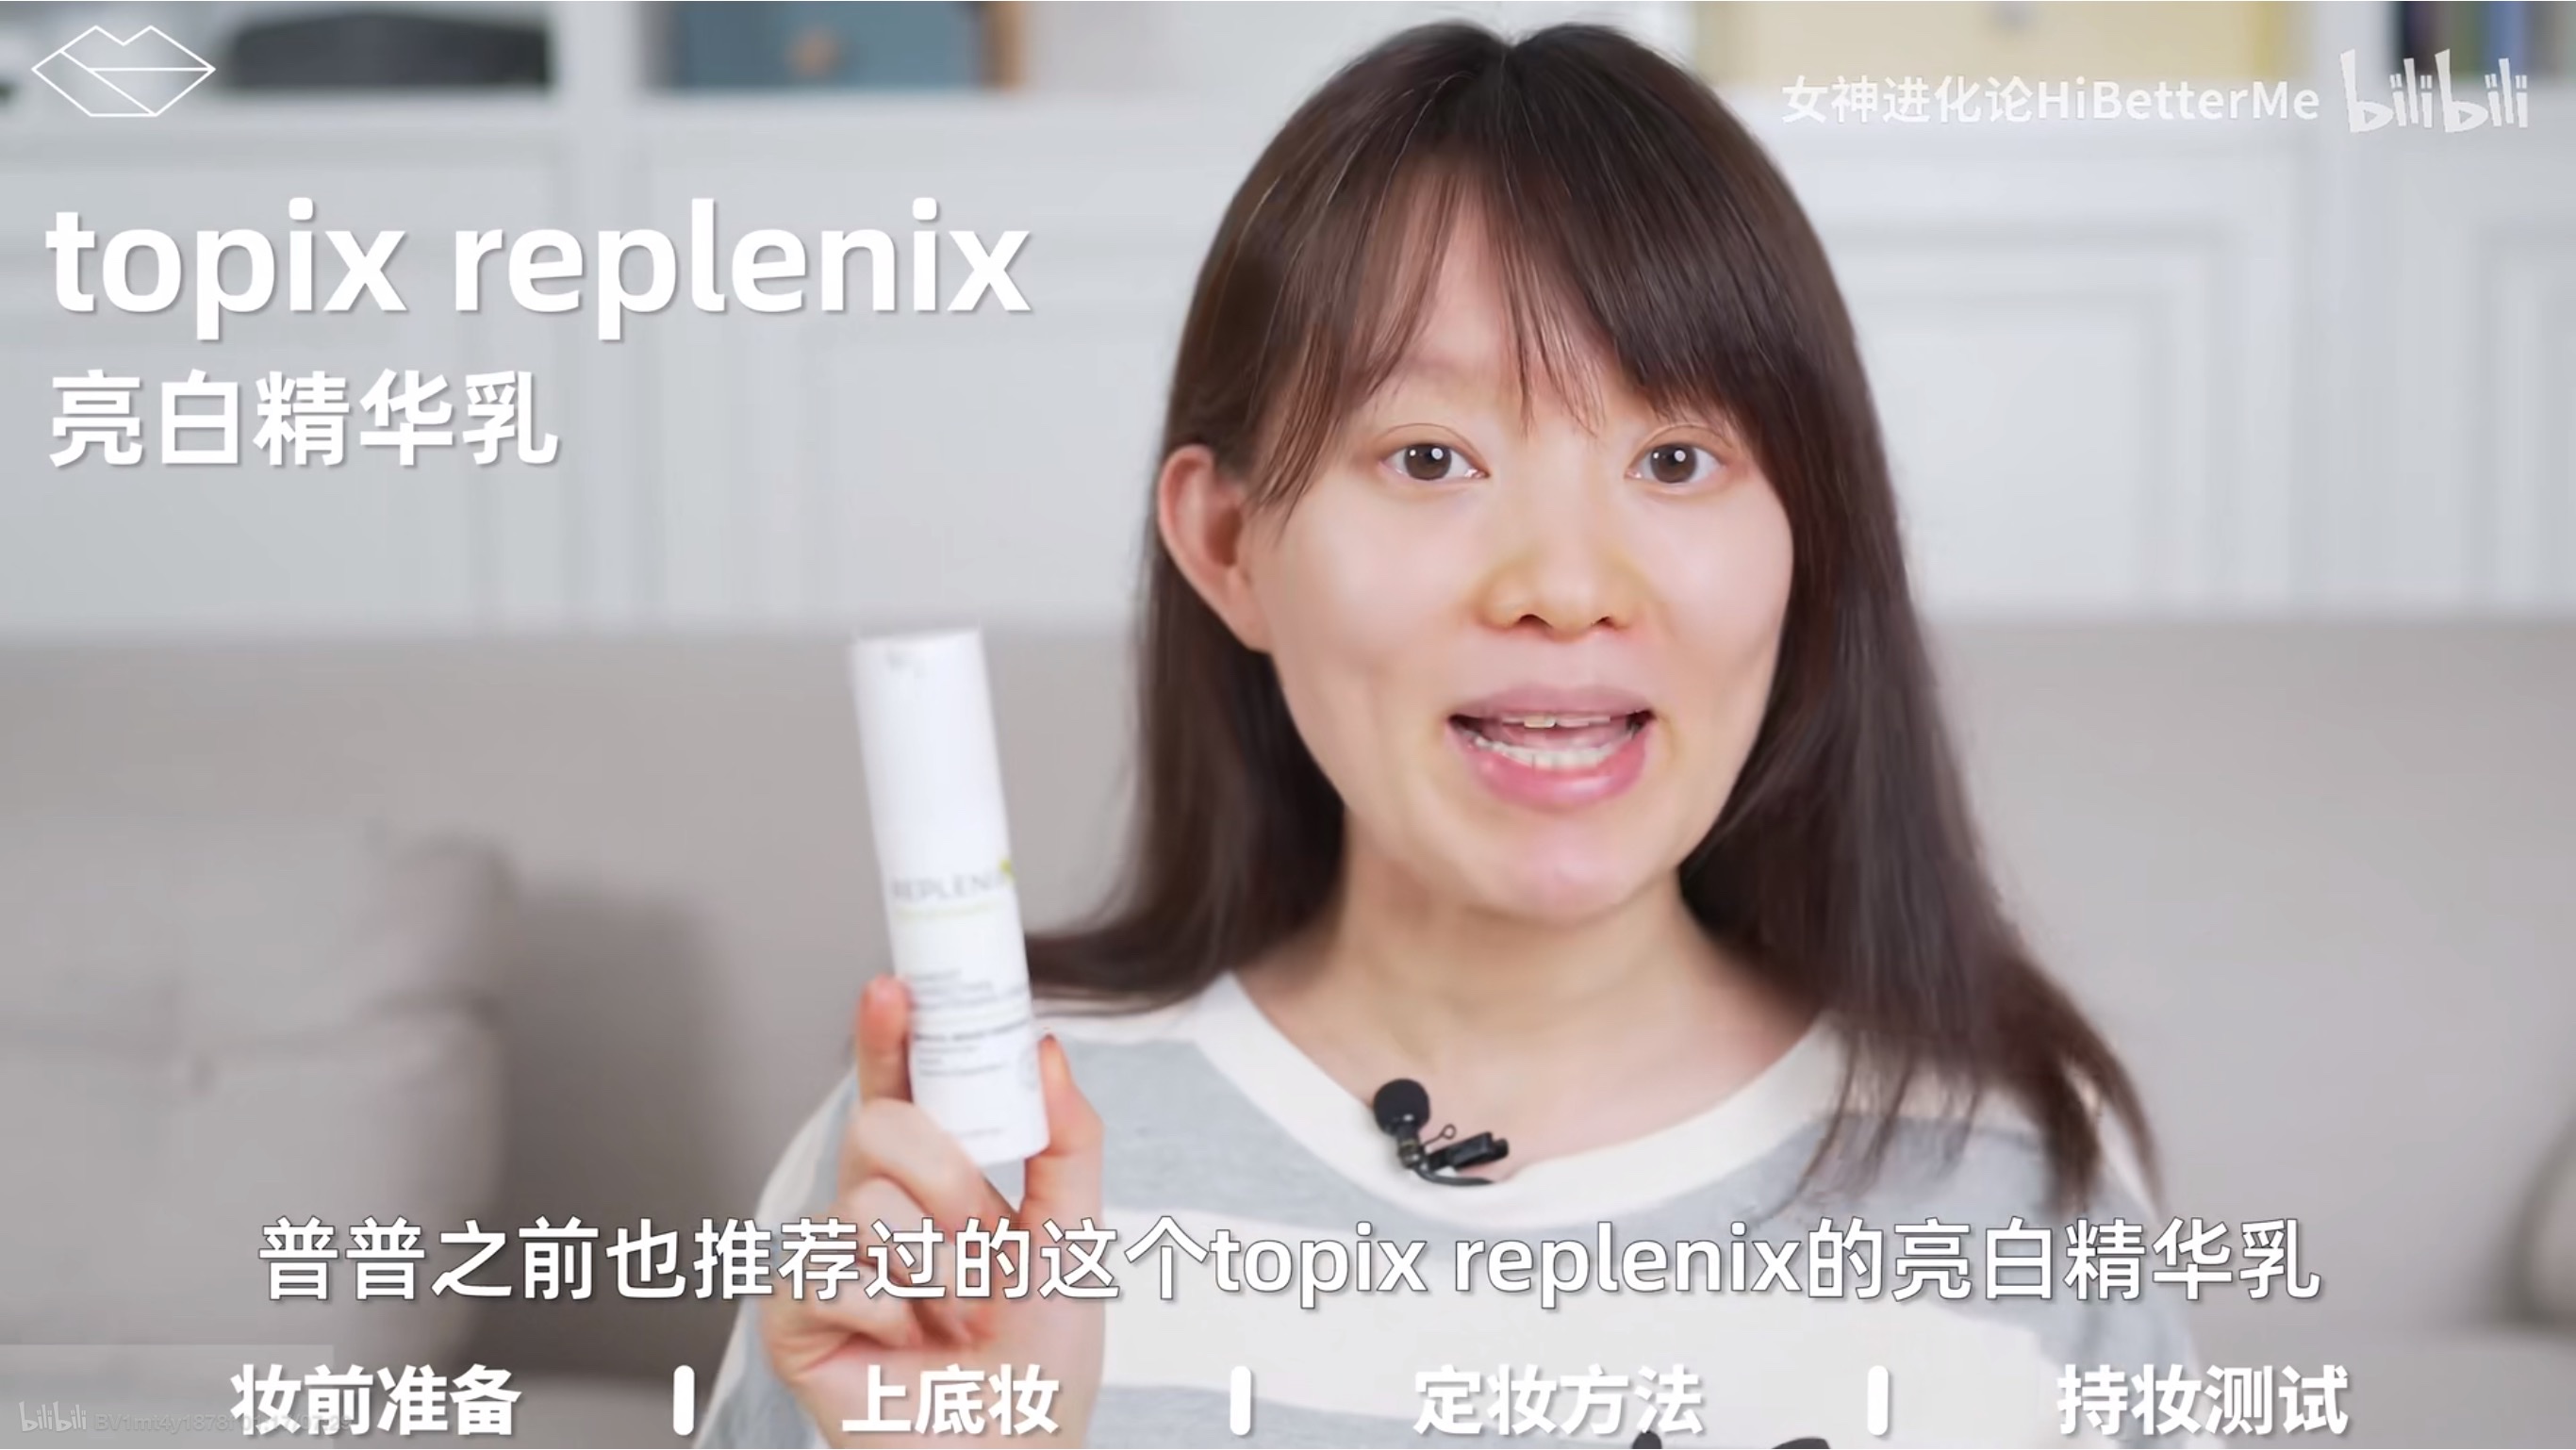 女神进化论HiBetterMe bilibili
topix replenix
亮白精华乳
REPLENIX
普普之前也推荐过的这个topix replenix的亮白精华乳
妆前准备 | 上底妆 | 定妆方法 | 持妆测试
bilibili